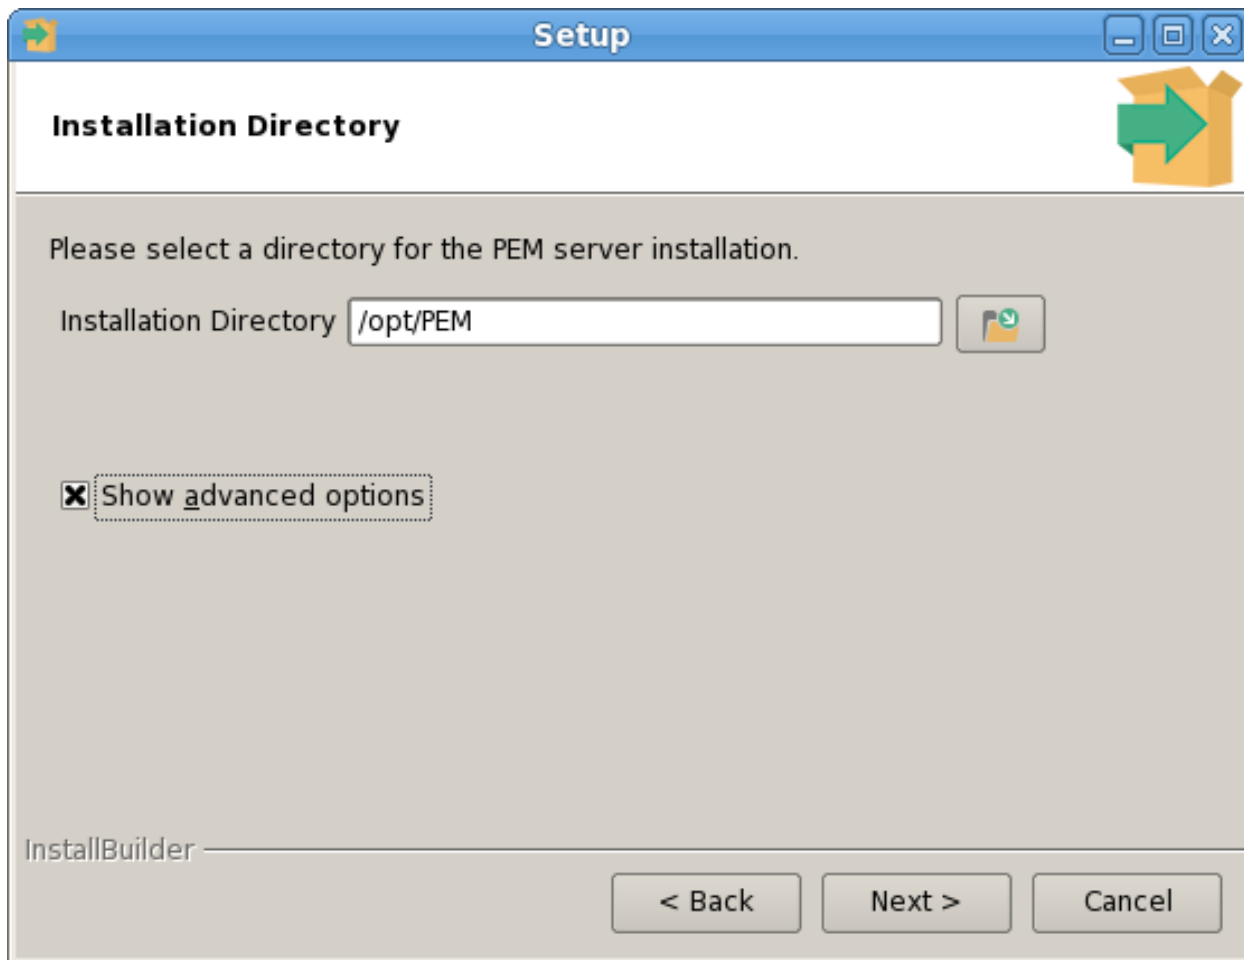 Setup
Installation Directory
Please select a directory for the PEM server installation.
Installation Directory /opt/PEM
Show advanced options
InstallBuilder
< Back Next > Cancel